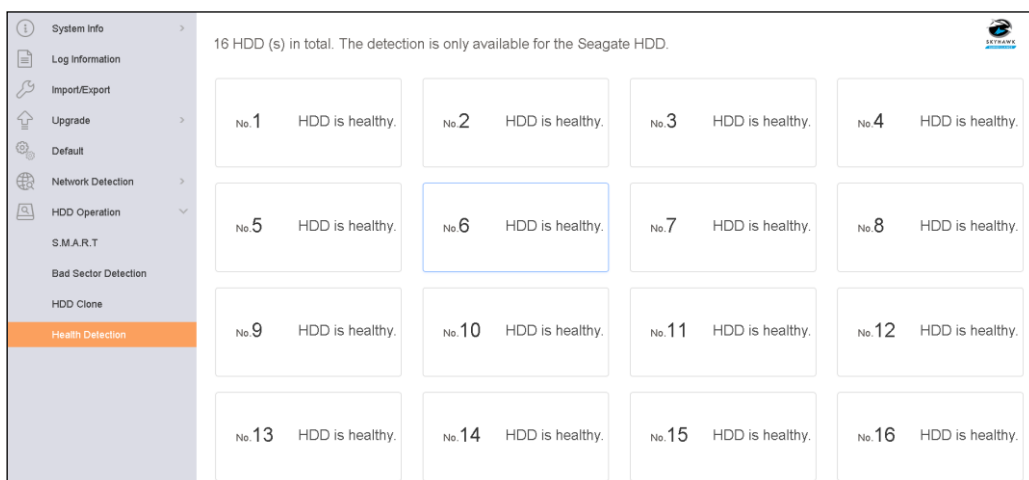 System Info
Log Information
Import/Export
Upgrade
Default
Network Detection
HDD Operation
S.M.A.R.T
Bad Sector Detection
HDD Clone
Health Detection
16 HDD (s) in total. The detection is only available for the Seagate HDD.
SKYHAWK
No.1 HDD is healthy.
No.2 HDD is healthy.
No.3 HDD is healthy.
No.4 HDD is healthy.
No.5 HDD is healthy.
No.6 HDD is healthy.
No.7 HDD is healthy.
No.8 HDD is healthy.
No.9 HDD is healthy.
No.10 HDD is healthy.
No.11 HDD is healthy.
No.12 HDD is healthy.
No.13 HDD is healthy.
No.14 HDD is healthy.
No.15 HDD is healthy.
No.16 HDD is healthy.